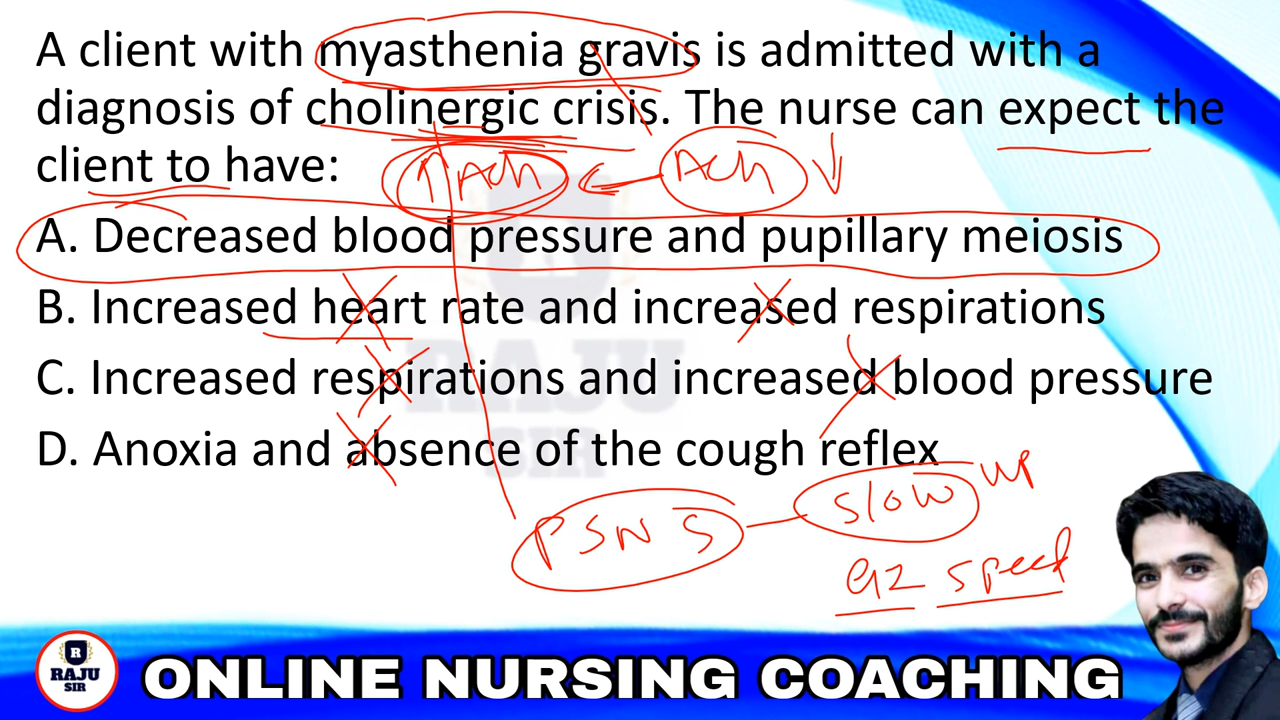 A client with myasthenia gravis is admitted with a
diagnosis of cholinergic crisis. The nurse can expect the
client to have:
↑ Ach ← Ach ↓
A. Decreased blood pressure and pupillary meiosis
B. Increased heart rate and increased respirations
C. Increased respirations and increased blood pressure
D. Anoxia and absence of the cough reflex
PSNS — slow up
speed
R
RAJU
SIR
ONLINE NURSING COACHING
RAJU
SIR